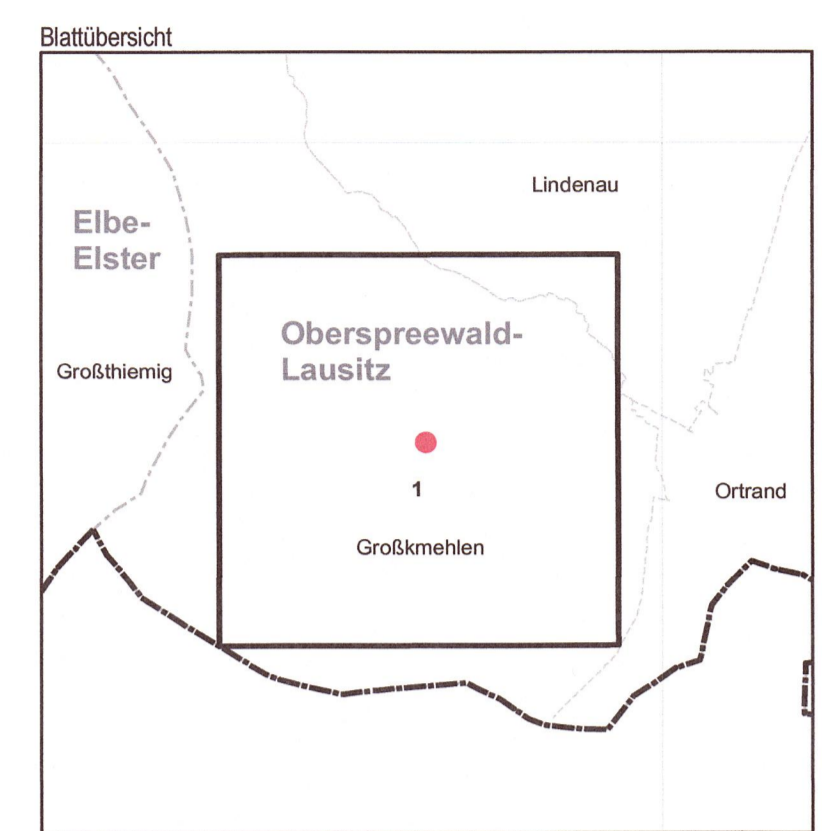 Blattübersicht
Lindenau
Elbe-
Elster
Oberspreewald-
Lausitz
Großthiemig
1
Ortrand
Großkmehlen